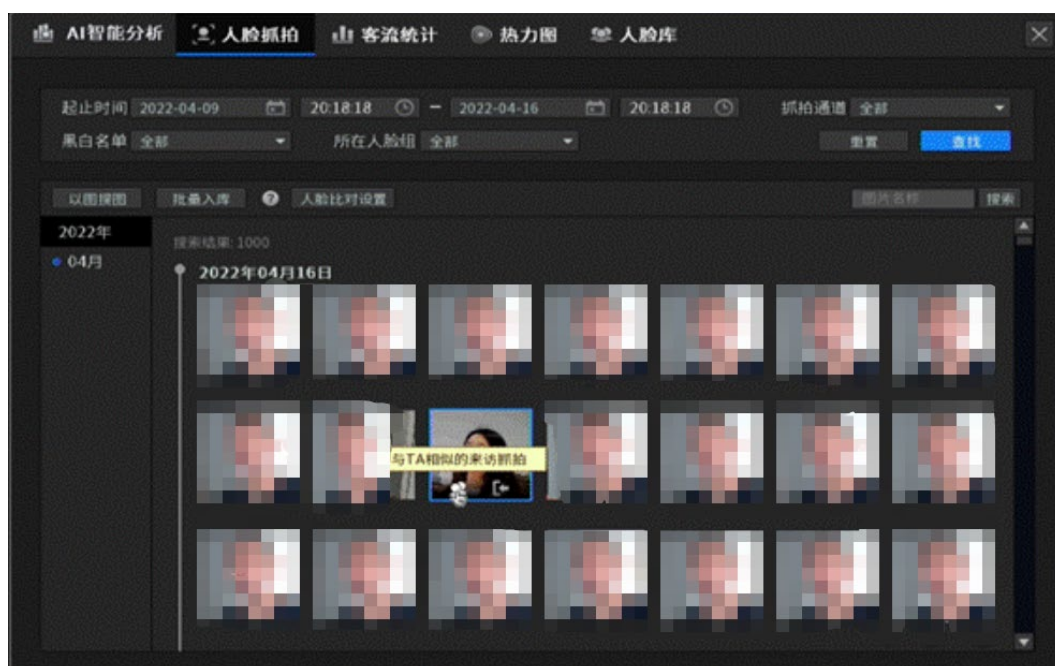 AI智能分析 人脸抓拍 客流统计 热力图 人脸库
起止时间 2022-04-09 20:18:18 - 2022-04-16 20:18:18 抓拍通道 全部
黑白名单 全部 所在人脸组 全部 重置 查找
以图搜图 批量入库 ? 人脸比对设置 图片名称 搜索
2022年
搜索结果: 1000
04月
2022年04月16日
与TA相似的来访抓拍